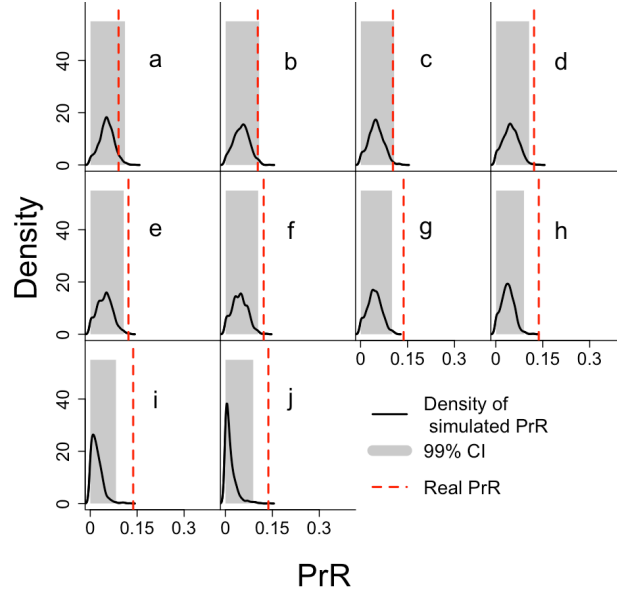 a
b
c
d
0 20 40
e
f
g
h
0 20 40
0 0.15 0.3
0 0.15 0.3
i
j
0 20 40
Density of
simulated PrR
99% CI
Real PrR
0 0.15 0.3
0 0.15 0.3
Density
PrR